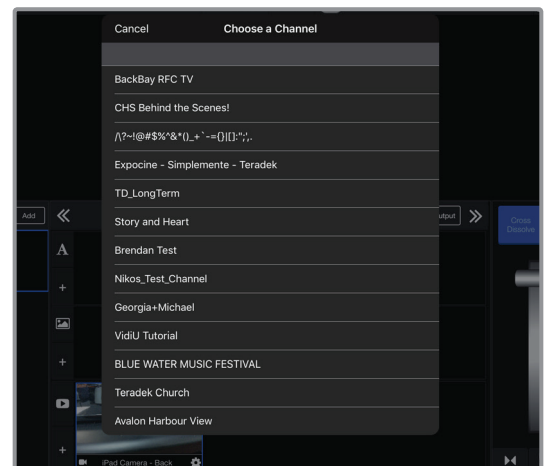 Cancel Choose a Channel
BackBay RFC TV
CHS Behind the Scenes!
/\?~!@#$%^&*()_+`-={}|[]:";',.
Expocine - Simplemente - Teradek
TD_LongTerm
Add
Story and Heart
Cross
Dissolve
A
Brendan Test
Nikos_Test_Channel
+
Georgia+Michael
VidiU Tutorial
+
BLUE WATER MUSIC FESTIVAL
Teradek Church
Avalon Harbour View
+
iPad Camera - Back